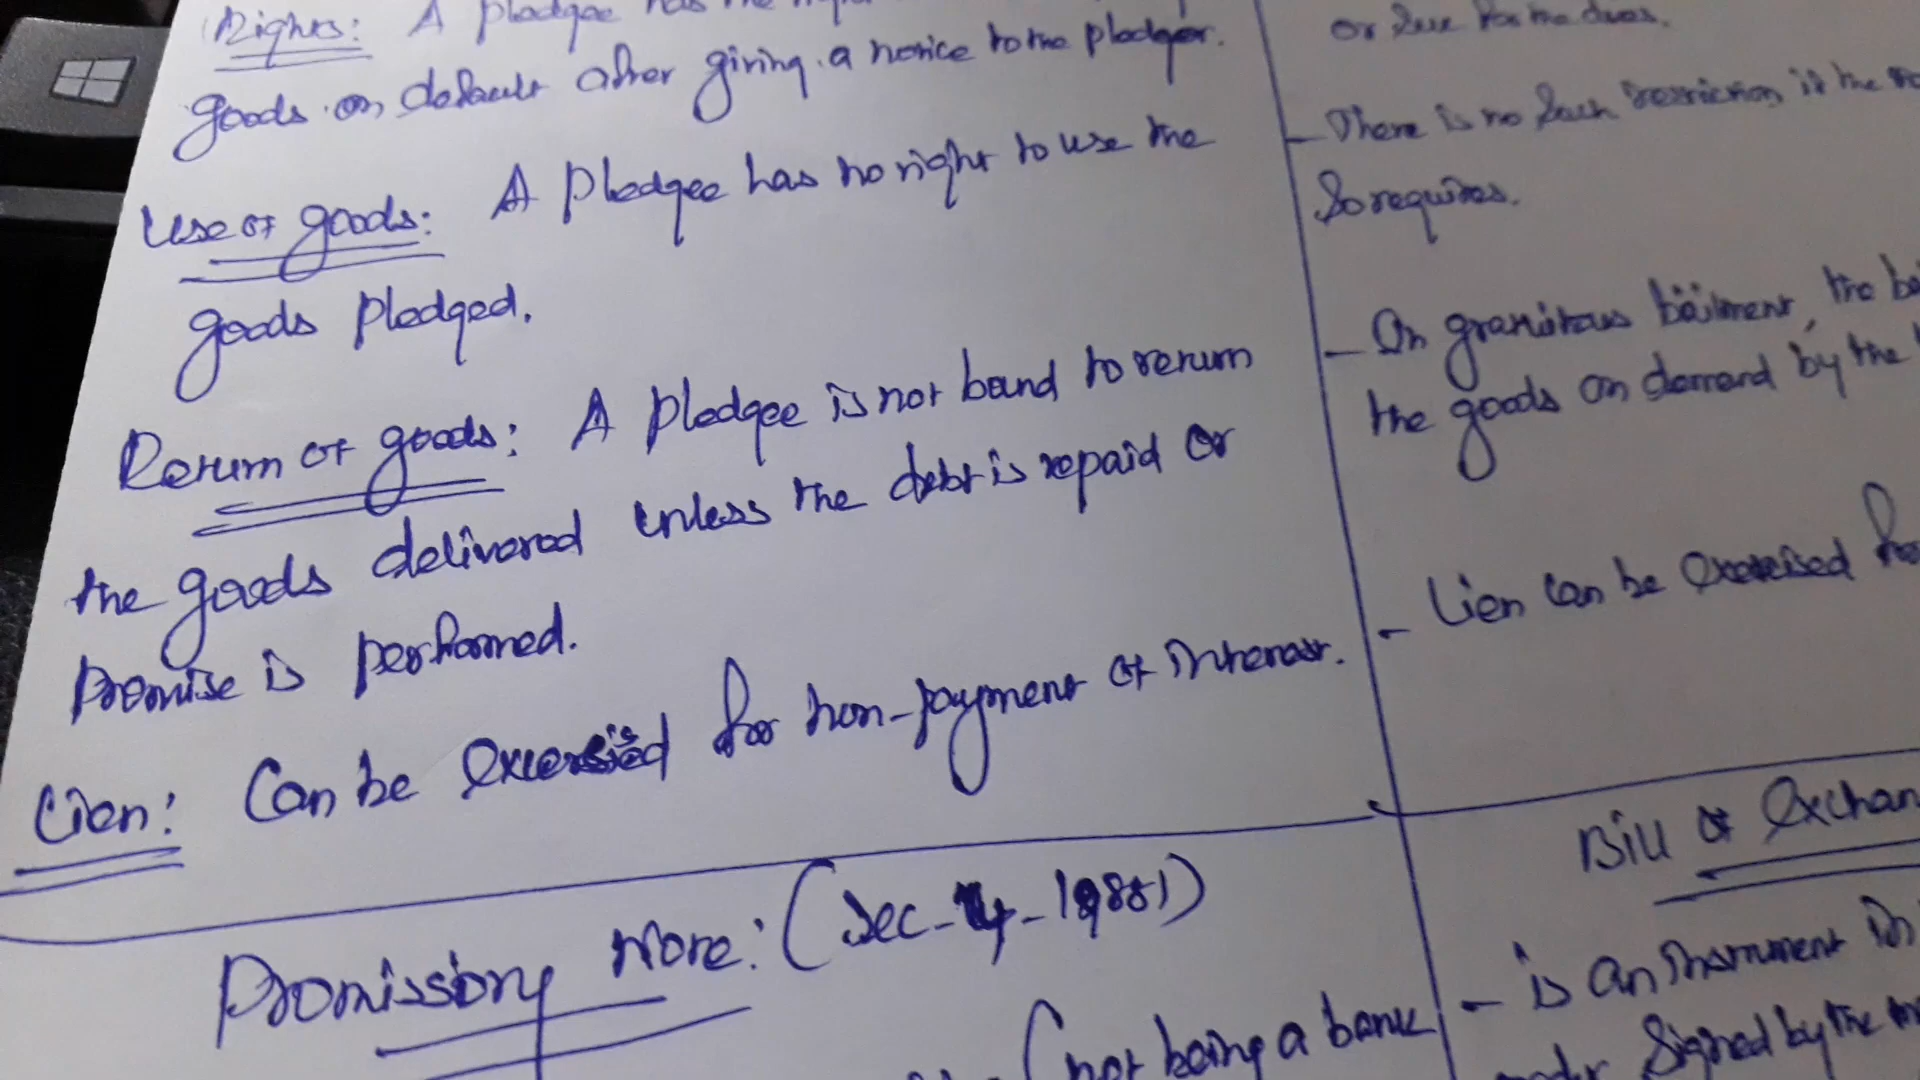 Rights: A pledgee has the
goods on default after giving a notice to the pledger.
Use of goods: A Pledgee has no right to use the
goods pledged.
Return of goods: A pledgee is not bound to return
the goods delivered unless the debt is repaid or
promise is performed.
Lien: Can be exercised for non-payment of interest.
Promissory Note: (Sec-4-1881)
(not being a bank
- There is no such restriction if the
So requires.
- In gratuitous bailment, the
the goods on demand by the
- Lien can be exercised
Bill of Exchan
- is an instrument in
Signed by the